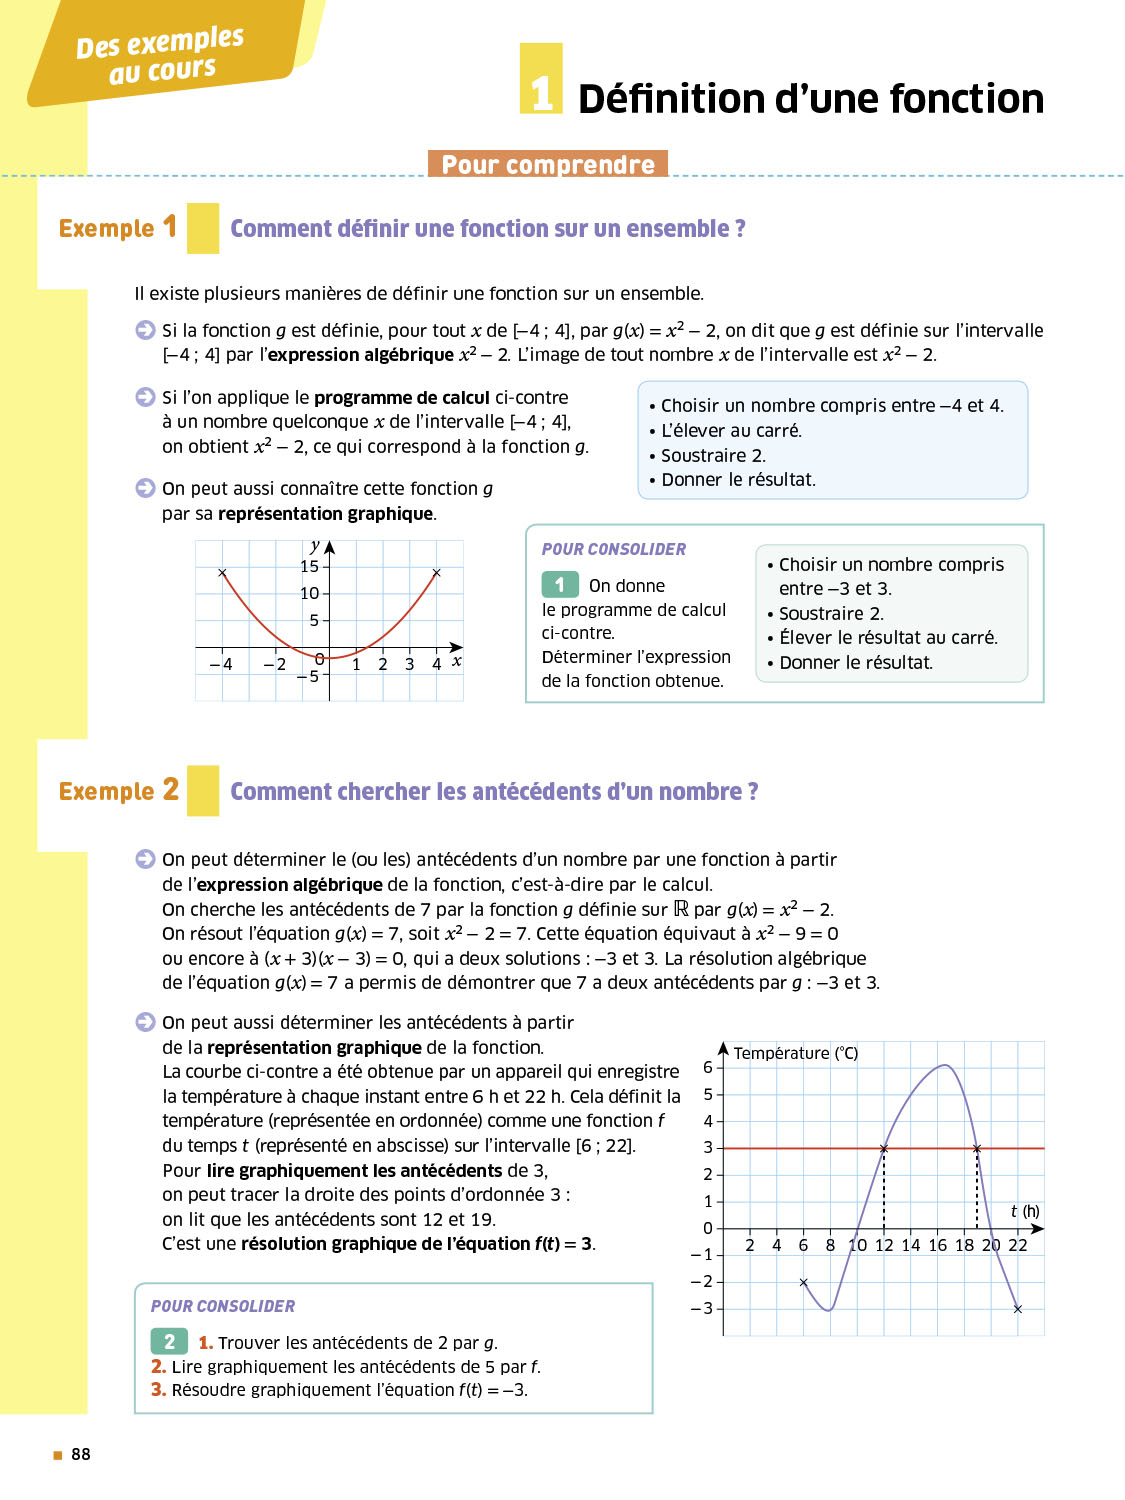 Des exemples
au cours
1 Définition d’une fonction
Pour comprendre
Exemple 1 Comment définir une fonction sur un ensemble ?
Il existe plusieurs manières de définir une fonction sur un ensemble.
Si la fonction g est définie, pour tout x de [−4 ; 4], par g(x) = x² − 2, on dit que g est définie sur l’intervalle
[−4 ; 4] par l’expression algébrique x² − 2. L’image de tout nombre x de l’intervalle est x² − 2.
Si l’on applique le programme de calcul ci-contre
à un nombre quelconque x de l’intervalle [−4 ; 4],
on obtient x² − 2, ce qui correspond à la fonction g.
• Choisir un nombre compris entre −4 et 4.
• L’élever au carré.
• Soustraire 2.
• Donner le résultat.
On peut aussi connaître cette fonction g
par sa représentation graphique.
y
15
10
5
0
−4 −2 1 2 3 4 x
−5
POUR CONSOLIDER
1 On donne
le programme de calcul
ci-contre.
Déterminer l’expression
de la fonction obtenue.
• Choisir un nombre compris
entre −3 et 3.
• Soustraire 2.
• Élever le résultat au carré.
• Donner le résultat.
Exemple 2 Comment chercher les antécédents d’un nombre ?
On peut déterminer le (ou les) antécédents d’un nombre par une fonction à partir
de l’expression algébrique de la fonction, c’est-à-dire par le calcul.
On cherche les antécédents de 7 par la fonction g définie sur ℝ par g(x) = x² − 2.
On résout l’équation g(x) = 7, soit x² − 2 = 7. Cette équation équivaut à x² − 9 = 0
ou encore à (x + 3)(x − 3) = 0, qui a deux solutions : −3 et 3. La résolution algébrique
de l’équation g(x) = 7 a permis de démontrer que 7 a deux antécédents par g : −3 et 3.
On peut aussi déterminer les antécédents à partir
de la représentation graphique de la fonction.
La courbe ci-contre a été obtenue par un appareil qui enregistre
la température à chaque instant entre 6 h et 22 h. Cela définit la
température (représentée en ordonnée) comme une fonction f
du temps t (représenté en abscisse) sur l’intervalle [6 ; 22].
Pour lire graphiquement les antécédents de 3,
on peut tracer la droite des points d’ordonnée 3 :
on lit que les antécédents sont 12 et 19.
C’est une résolution graphique de l’équation f(t) = 3.
Température (°C)
6
5
4
3
2
1
t (h)
0
2 4 6 8 10 12 14 16 18 20 22
−1
−2
−3
POUR CONSOLIDER
2 1. Trouver les antécédents de 2 par g.
2. Lire graphiquement les antécédents de 5 par f.
3. Résoudre graphiquement l’équation f(t) = −3.
88